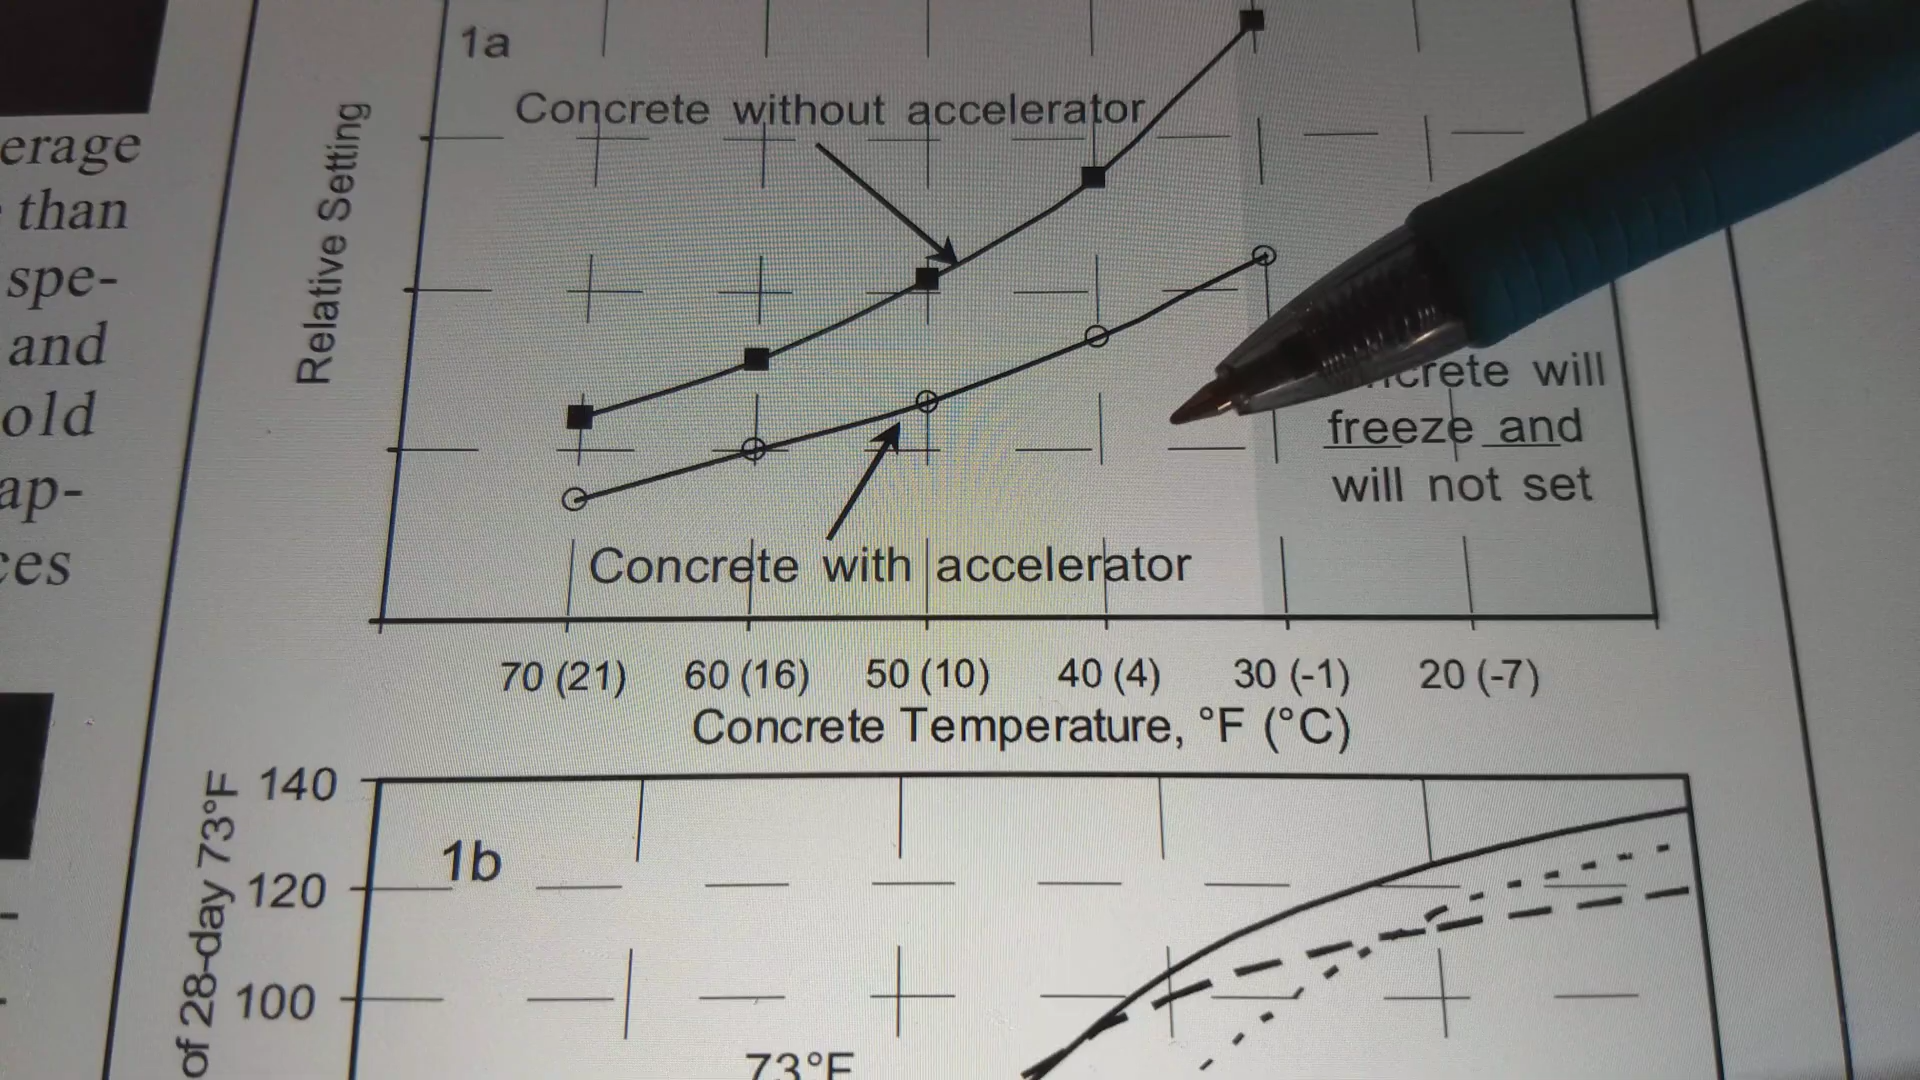 erage
than
spe-
and
old
ap-
ces
-
1a
Relative Setting
Concrete without accelerator
Concrete with accelerator
will
freeze and
will not set
70 (21) 60 (16) 50 (10) 40 (4) 30 (-1) 20 (-7)
Concrete Temperature, °F (°C)
of 28-day 73°F
140
120
100
1b
73°F